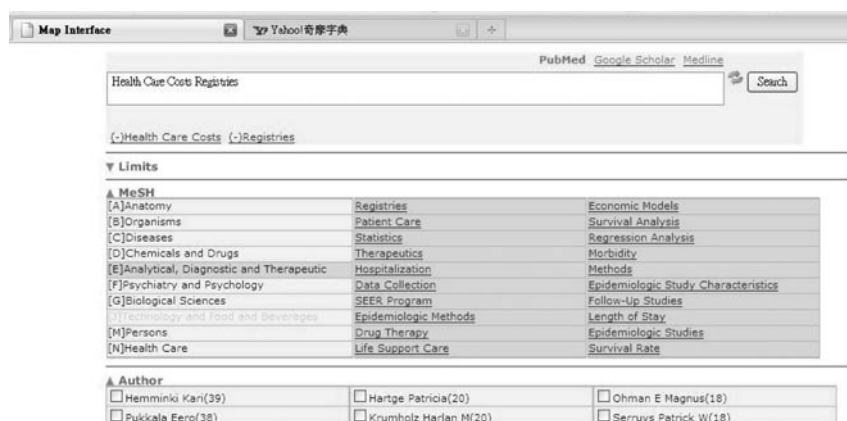 Map Interface Yahoo!奇摩字典
PubMed Google Scholar Medline
Health Care Costs Registries Search
(-)Health Care Costs (-)Registries
▼ Limits
▲ MeSH
[A]Anatomy Registries Economic Models
[B]Organisms Patient Care Survival Analysis
[C]Diseases Statistics Regression Analysis
[D]Chemicals and Drugs Therapeutics Morbidity
[E]Analytical, Diagnostic and Therapeutic Hospitalization Methods
[F]Psychiatry and Psychology Data Collection Epidemiologic Study Characteristics
[G]Biological Sciences SEER Program Follow-Up Studies
[J]Technology and Food and Beverages Epidemiologic Methods Length of Stay
[M]Persons Drug Therapy Epidemiologic Studies
[N]Health Care Life Support Care Survival Rate
▲ Author
Hemminki Kari(39) Hartge Patricia(20) Ohman E Magnus(18)
Pukkala Eero(38) Krumholz Harlan M(20) Serruys Patrick W(18)